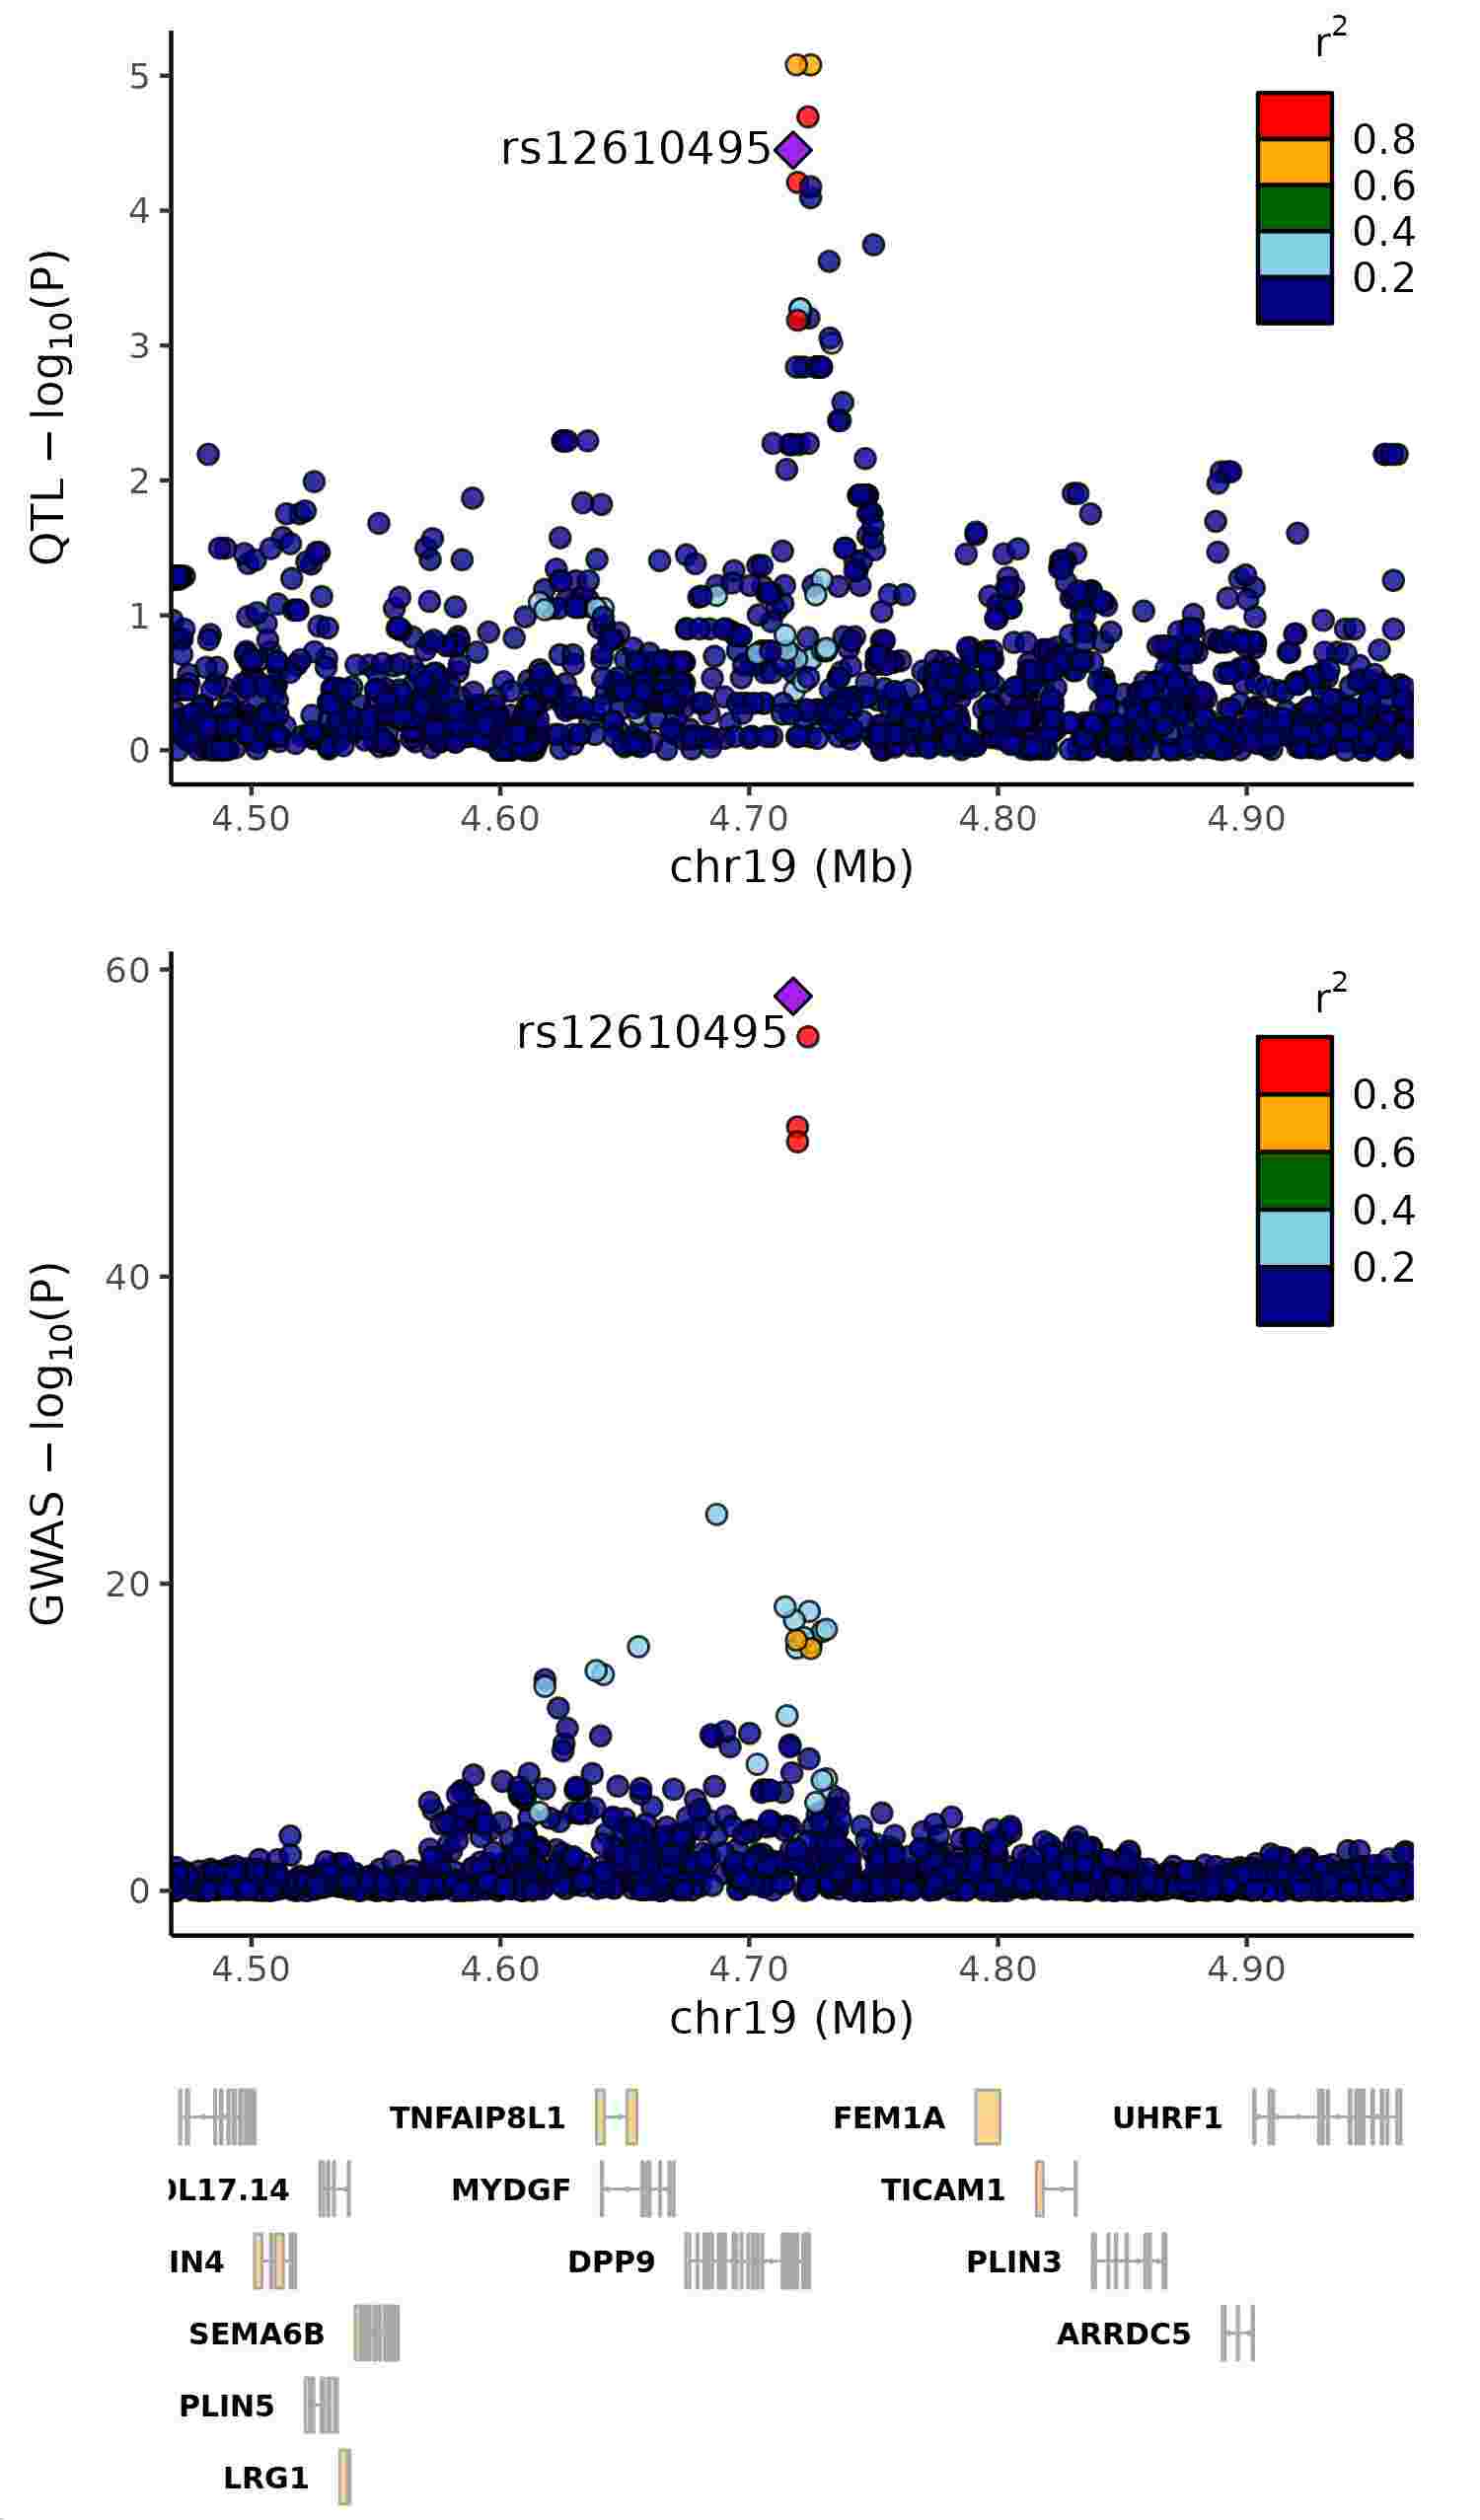 r2
5
4
3
2
1
0
QTL −log10(P)
rs12610495
0.8
0.6
0.4
0.2
4.50 4.60 4.70 4.80 4.90
chr19 (Mb)
60
40
20
0
GWAS −log10(P)
rs12610495
r2
0.8
0.6
0.4
0.2
4.50 4.60 4.70 4.80 4.90
chr19 (Mb)
TNFAIP8L1 FEM1A UHRF1
OL17.14 MYDGF TICAM1
IN4 DPP9 PLIN3
SEMA6B ARRDC5
PLIN5
LRG1